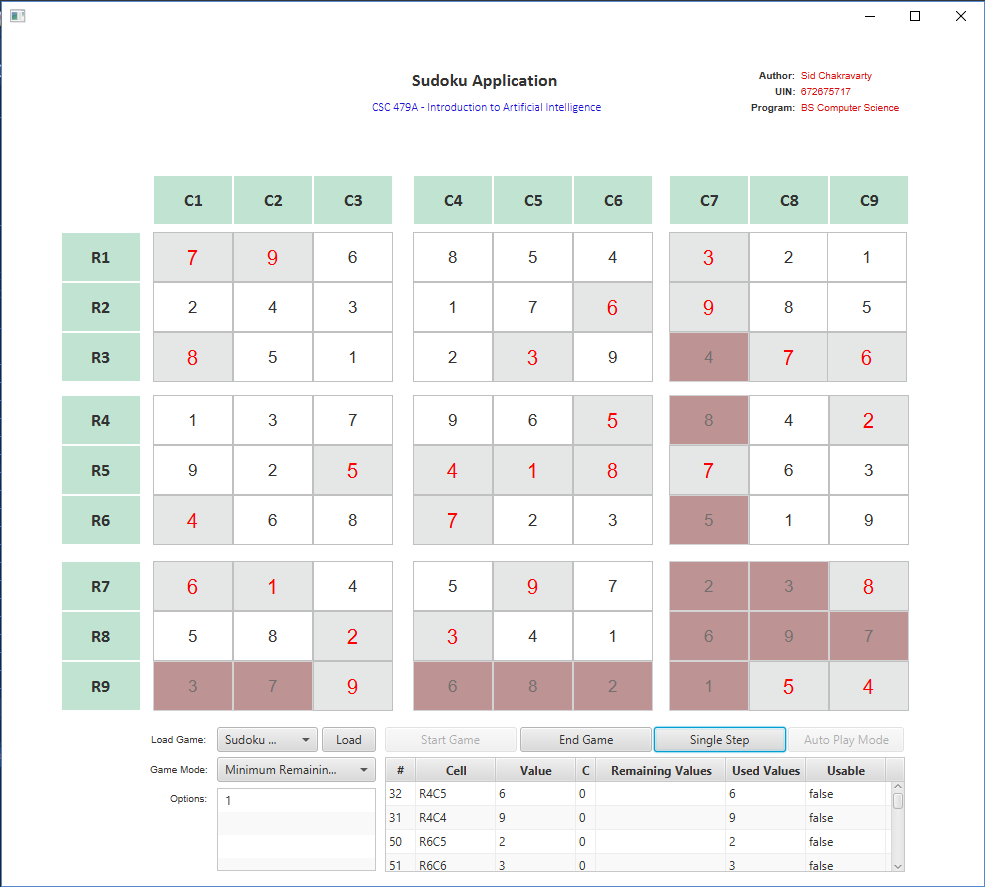 Sudoku Application
CSC 479A - Introduction to Artificial Intelligence
Author: Sid Chakravarty
UIN: 672675717
Program: BS Computer Science
C1 C2 C3 C4 C5 C6 C7 C8 C9
R1 7 9 6 8 5 4 3 2 1
R2 2 4 3 1 7 6 9 8 5
R3 8 5 1 2 3 9 4 7 6
R4 1 3 7 9 6 5 8 4 2
R5 9 2 5 4 1 8 7 6 3
R6 4 6 8 7 2 3 5 1 9
R7 6 1 4 5 9 7 2 3 8
R8 5 8 2 3 4 1 6 9 7
R9 3 7 9 6 8 2 1 5 4
Load Game: Sudoku ... Load Start Game End Game Single Step Auto Play Mode
Game Mode: Minimum Remainin...
Options: 1
# Cell Value C Remaining Values Used Values Usable
32 R4C5 6 0 6 false
31 R4C4 9 0 9 false
50 R6C5 2 0 2 false
51 R6C6 3 0 3 false